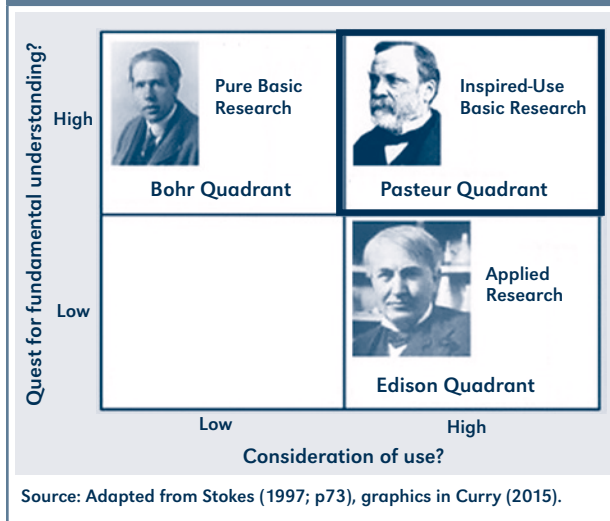 Quest for fundamental understanding?
High
Low
Pure Basic
Research
Bohr Quadrant
Inspired-Use
Basic Research
Pasteur Quadrant
Applied
Research
Edison Quadrant
Low
High
Consideration of use?
Source: Adapted from Stokes (1997; p73), graphics in Curry (2015).